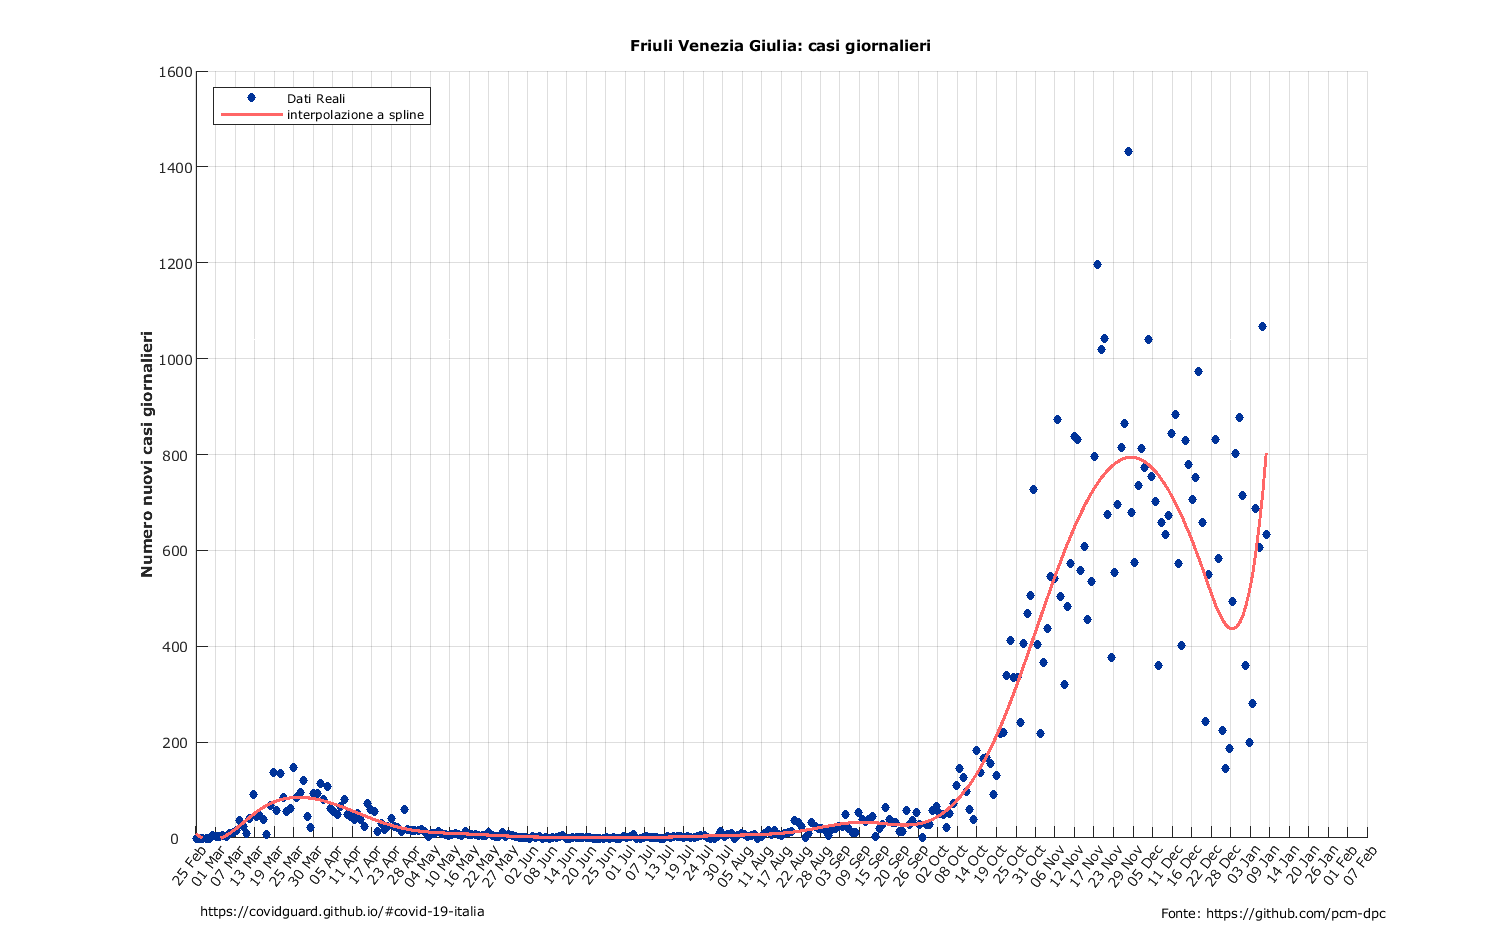 Friuli Venezia Giulia: casi giornalieri
1600
1400
1200
1000
800
600
400
200
0
Numero nuovi casi giornalieri
Dati Reali
interpolazione a spline
25 Feb
01 Mar
07 Mar
13 Mar
19 Mar
25 Mar
30 Mar
05 Apr
11 Apr
17 Apr
23 Apr
28 Apr
04 May
10 May
16 May
22 May
27 May
02 Jun
08 Jun
14 Jun
20 Jun
25 Jun
01 Jul
07 Jul
13 Jul
19 Jul
24 Jul
30 Jul
05 Aug
11 Aug
17 Aug
22 Aug
28 Aug
03 Sep
09 Sep
15 Sep
20 Sep
26 Sep
02 Oct
08 Oct
14 Oct
19 Oct
25 Oct
31 Oct
06 Nov
12 Nov
17 Nov
23 Nov
29 Nov
05 Dec
11 Dec
16 Dec
22 Dec
28 Dec
03 Jan
09 Jan
14 Jan
20 Jan
26 Jan
01 Feb
07 Feb
https://covidguard.github.io/#covid-19-italia
Fonte: https://github.com/pcm-dpc